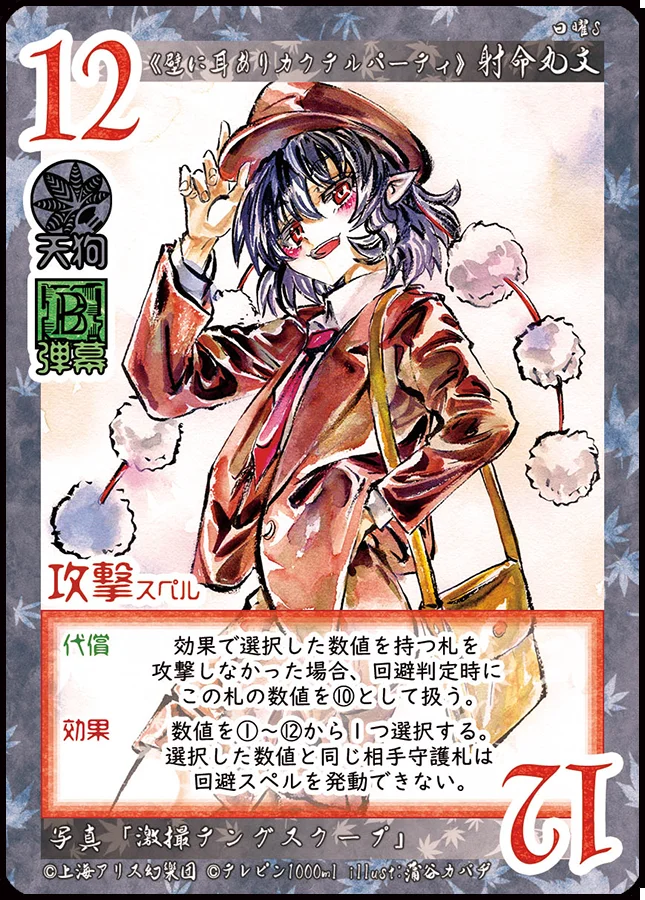 日曜S
12
《壁に耳ありカクテルパーティ》射命丸文
天狗
B
弾幕
攻撃スペル
代償 効果で選択した数値を持つ札を
攻撃しなかった場合、回避判定時に
この札の数値を⑩として扱う。
効果 数値を①～⑫から1つ選択する。
選択した数値と同じ相手守護札は
回避スペルを発動できない。
12
写真「激撮テングスクープ」
©上海アリス幻樂団 ©テレピン1000ml illust:蒲谷カバヂ